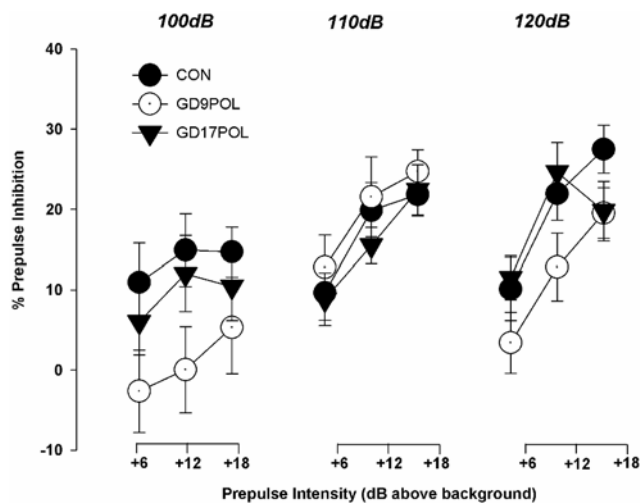 100dB 110dB 120dB
40
30
20
10
0
-10
CON
GD9POL
GD17POL
% Prepulse Inhibition
+6 +12 +18 +6 +12 +18 +6 +12 +18
Prepulse Intensity (dB above background)